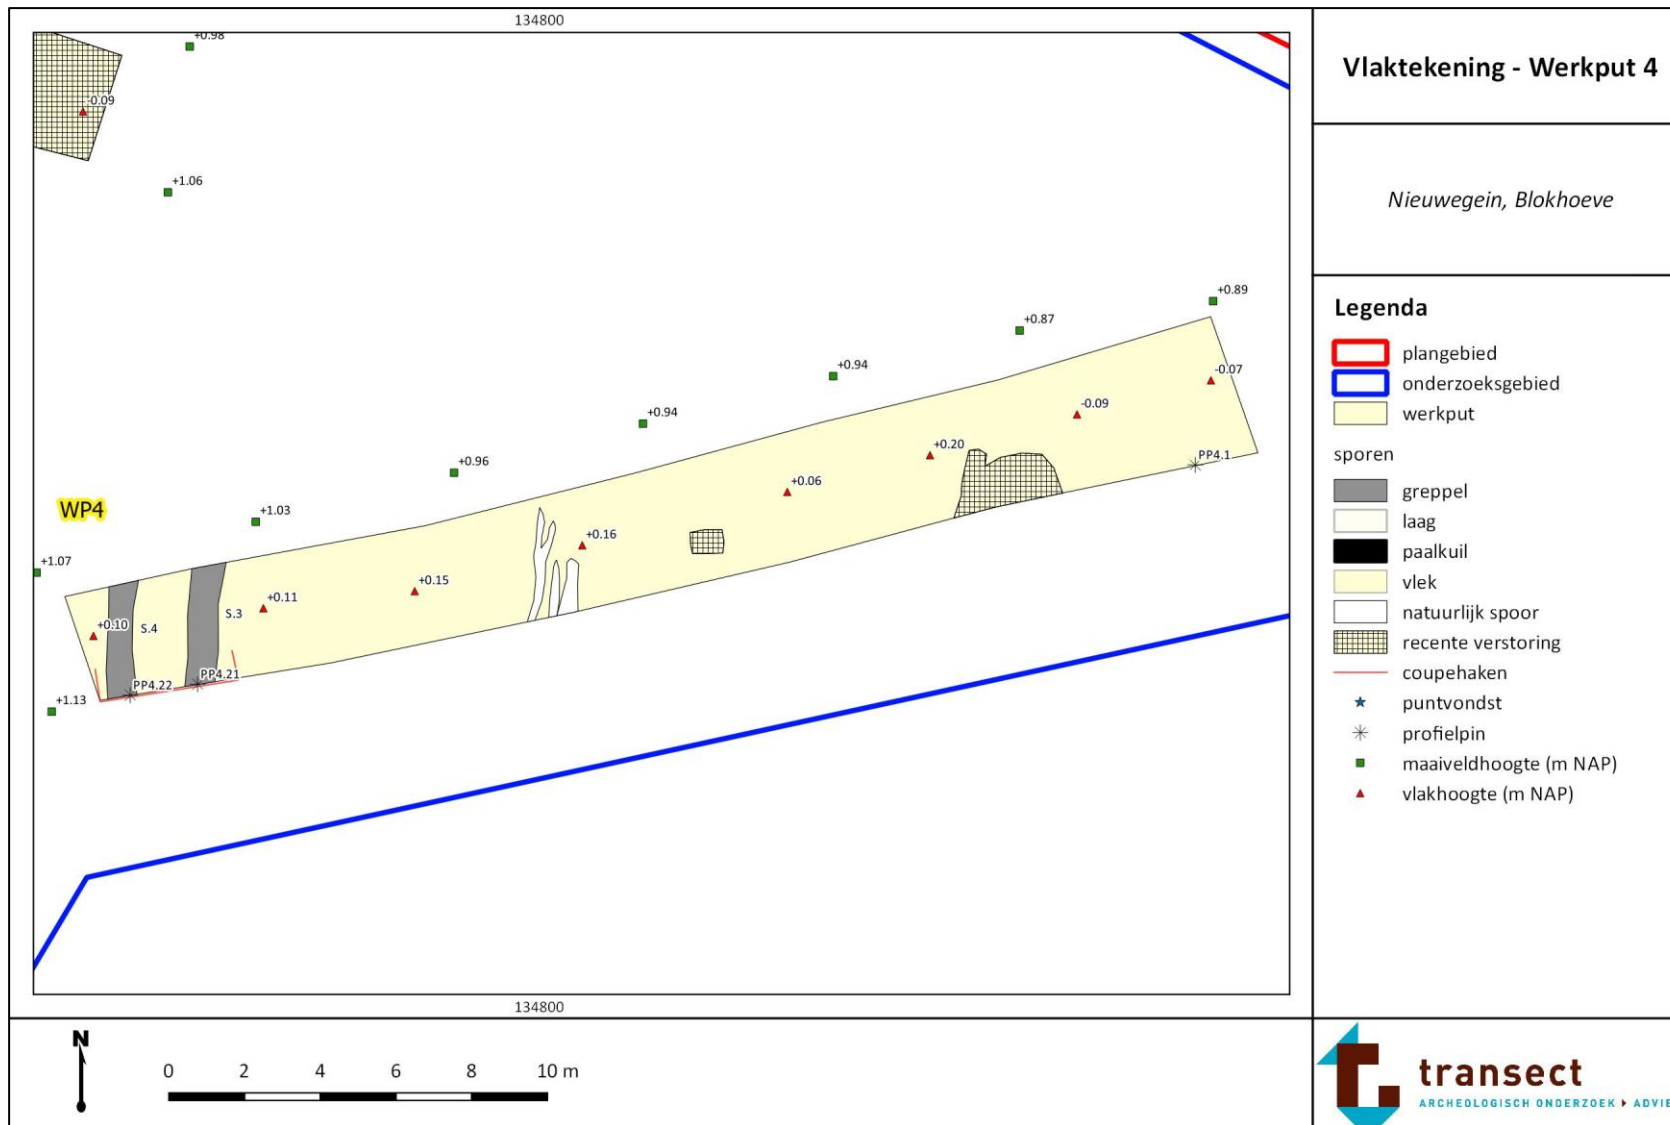 134800
+0.98
-0.09
+1.06
+0.89
+0.87
-0.07
+0.94
-0.09
+0.94
+0.20
PP4.1
+0.96
+0.06
WP4
+1.03
+0.16
+1.07
+0.15
+0.11
S.3
+0.10
S.4
PP4.21
PP4.22
+1.13
134800
N
0 2 4 6 8 10 m
Vlaktekening - Werkput 4
Nieuwegein, Blokhoeve
Legenda
plangebied
onderzoeksgebied
werkput
sporen
greppel
laag
paalkuil
vlek
natuurlijk spoor
recente verstoring
coupehaken
puntvondst
profielpin
maaiveldhoogte (m NAP)
vlakhoogte (m NAP)
transect
ARCHEOLOGISCH ONDERZOEK ADVIE